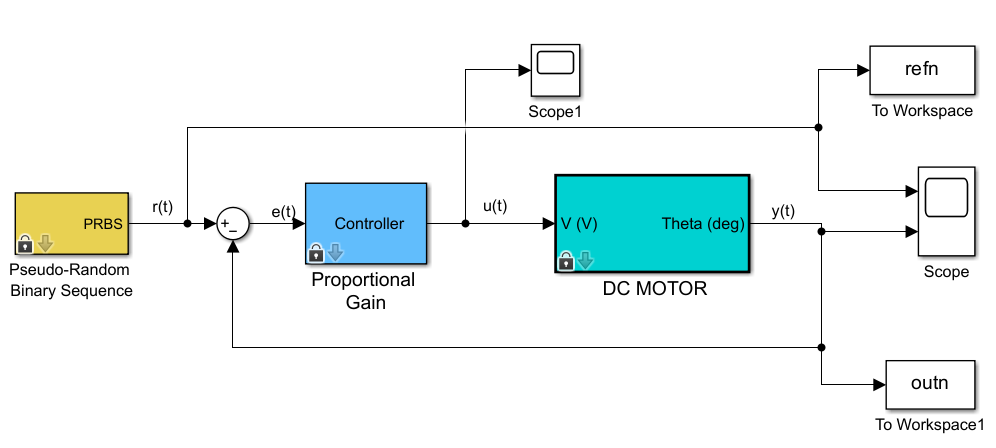 refn
To Workspace
Scope1
r(t)
PRBS
Pseudo-Random
Binary Sequence
+
_
e(t)
Controller
Proportional
Gain
u(t)
V (V)
Theta (deg)
DC MOTOR
y(t)
Scope
outn
To Workspace1